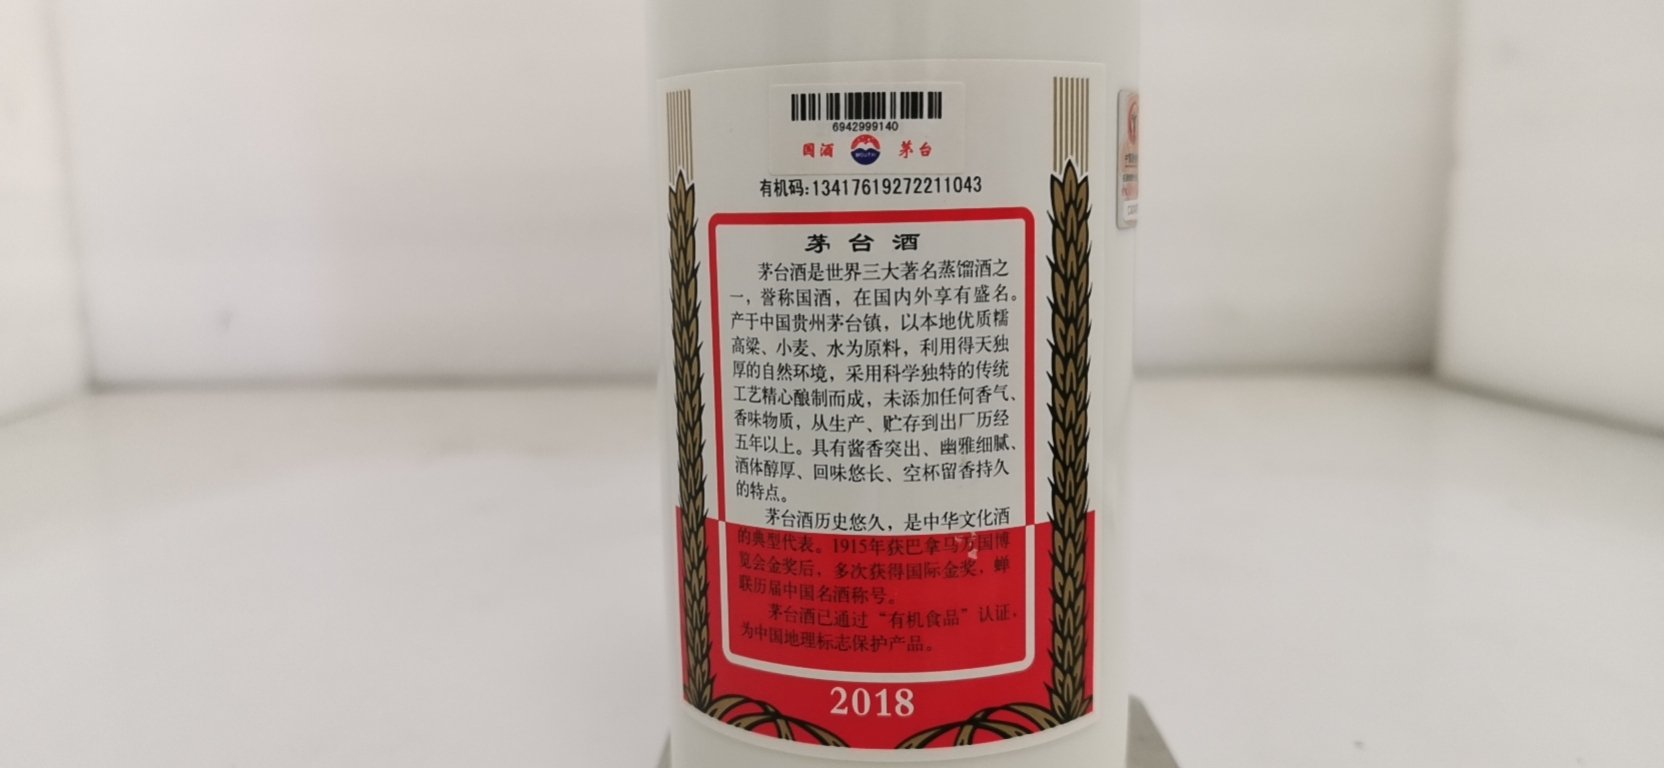 6942999140
国酒 MOUTAI 茅台
有机码:13417619272211043
茅台酒
茅台酒是世界三大著名蒸馏酒之
一，誉称国酒，在国内外享有盛名。
产于中国贵州茅台镇，以本地优质糯
高粱、小麦、水为原料，利用得天独
厚的自然环境，采用科学独特的传统
工艺精心酿制而成，未添加任何香气、
香味物质，从生产、贮存到出厂历经
五年以上。具有酱香突出、幽雅细腻、
酒体醇厚、回味悠长、空杯留香持久
的特点。
茅台酒历史悠久，是中华文化酒
的典型代表。1915年获巴拿马万国博
览会金奖后，多次获得国际金奖，蝉
联历届中国名酒称号。
茅台酒已通过“有机食品”认证，
为中国地理标志保护产品。
2018